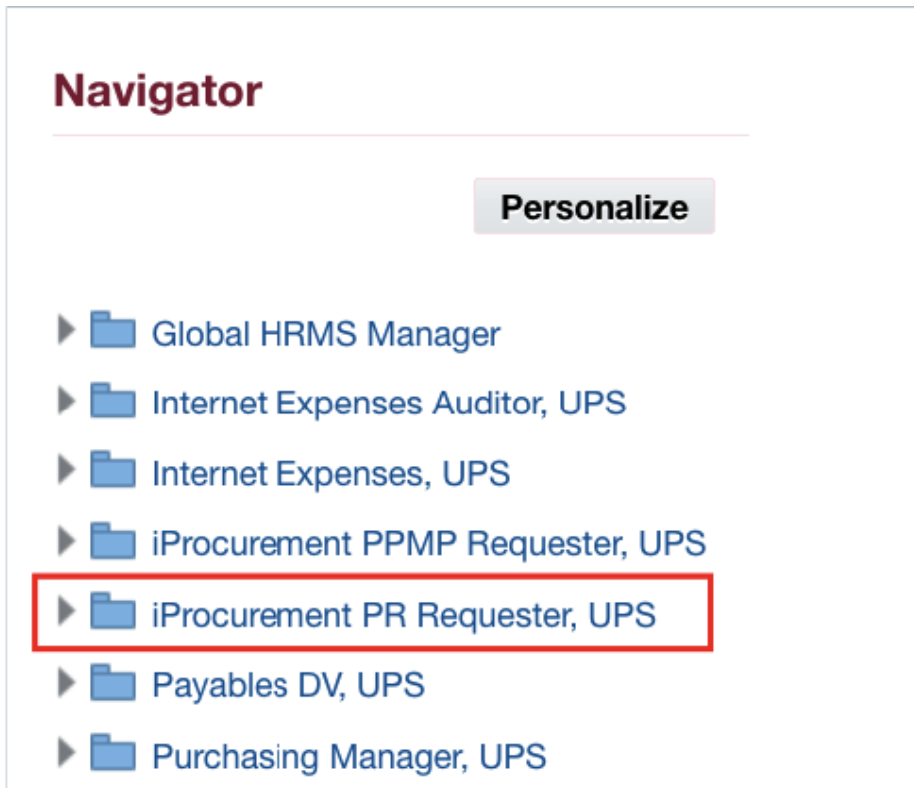 Navigator
Personalize
Global HRMS Manager
Internet Expenses Auditor, UPS
Internet Expenses, UPS
iProcurement PPMP Requester, UPS
iProcurement PR Requester, UPS
Payables DV, UPS
Purchasing Manager, UPS